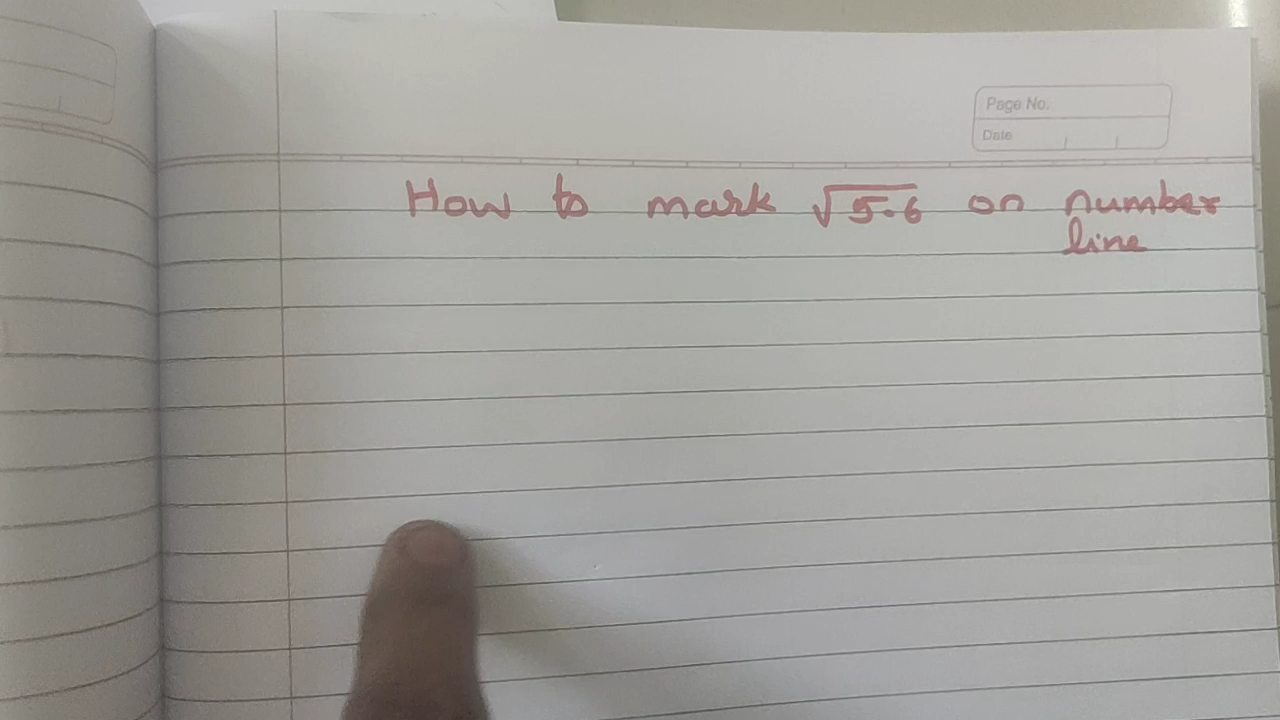 Page No.
Date
How to mark √5.6 on number
line